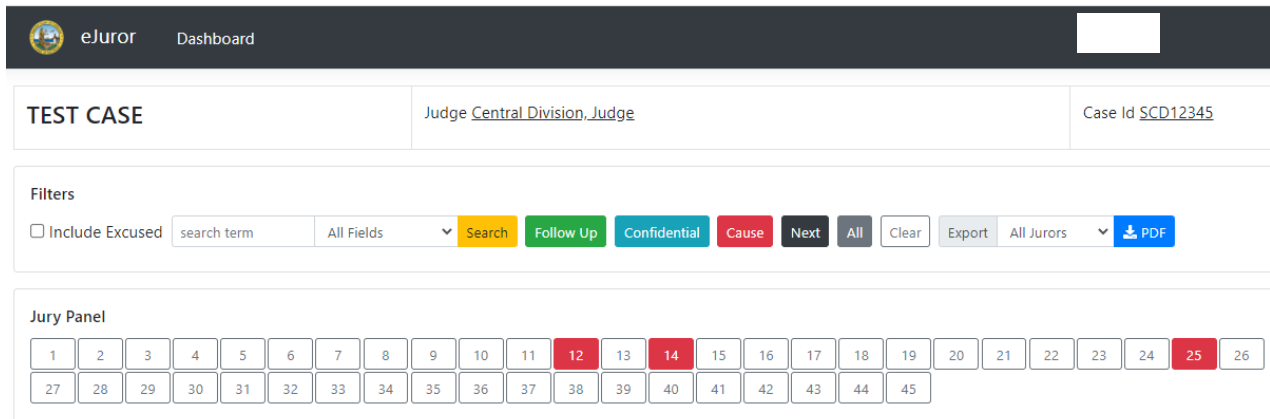 eJuror Dashboard
TEST CASE
Judge Central Division, Judge
Case Id SCD12345
Filters
Include Excused search term All Fields Search Follow Up Confidential Cause Next All Clear Export All Jurors PDF
Jury Panel
1 2 3 4 5 6 7 8 9 10 11 12 13 14 15 16 17 18 19 20 21 22 23 24 25 26
27 28 29 30 31 32 33 34 35 36 37 38 39 40 41 42 43 44 45